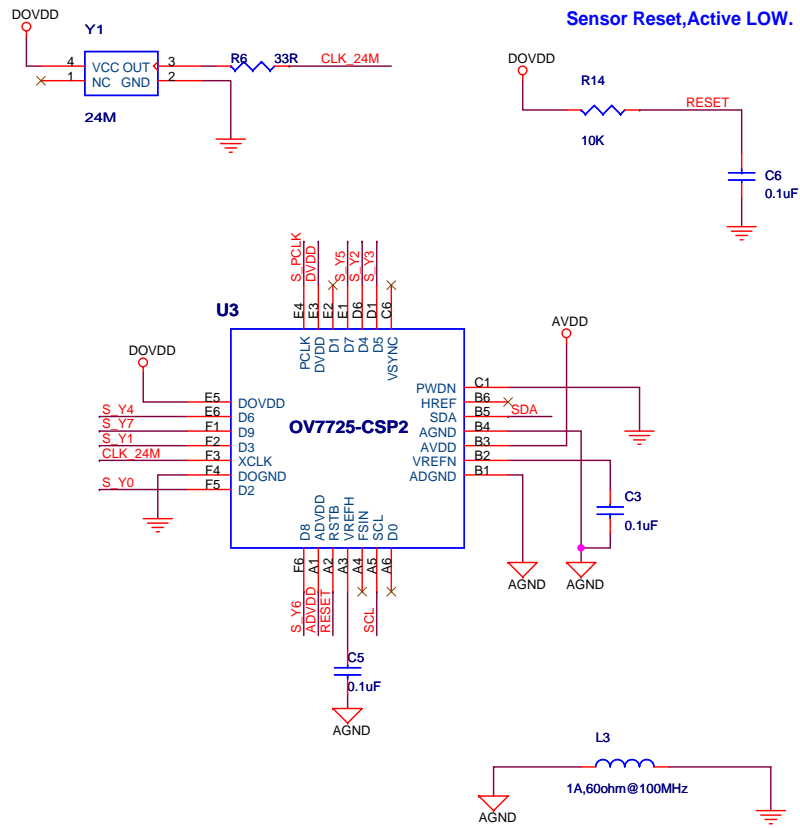 Sensor Reset,Active LOW.
DOVDD
Y1
4 VCC OUT 3
1 NC GND 2
24M
R6 33R
CLK_24M
DOVDD
R14
10K
RESET
C6
0.1uF
U3
OV7725-CSP2
S_PCLK E4 PCLK
DVDD E3 DVDD
E2 D1
S_Y5 E1 D7
S_Y2 D6 D4
S_Y3 D1 D5
C6 VSYNC
DOVDD
E5 DOVDD
S_Y4 E6 D6
S_Y7 F1 D9
S_Y1 F2 D3
CLK_24M F3 XCLK
F4 DOGND
S_Y0 F5 D2
AVDD
PWDN C1
HREF B6
SDA B5 SDA
AGND B4
AVDD B3
VREFN B2
ADGND B1
C3
0.1uF
AGND
AGND
D8 F6 S_Y6
ADVDD A1 ADVDD
RSTB A2 RESET
VREFH A3
FSIN A4
SCL A5 SCL
D0 A6
C5
0.1uF
AGND
L3
1A,60ohm@100MHz
AGND